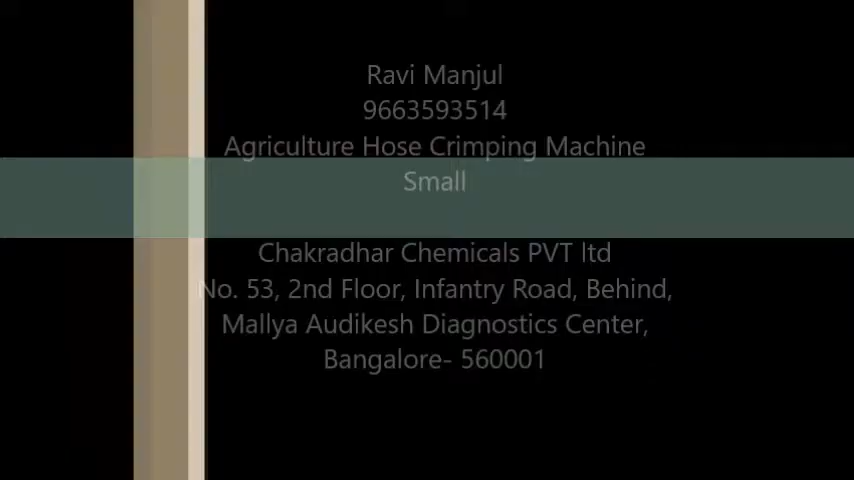 Ravi Manjul
9663593514
Agriculture Hose Crimping Machine
Small
Chakradhar Chemicals PVT ltd
No. 53, 2nd Floor, Infantry Road, Behind,
Mallya Audikesh Diagnostics Center,
Bangalore- 560001